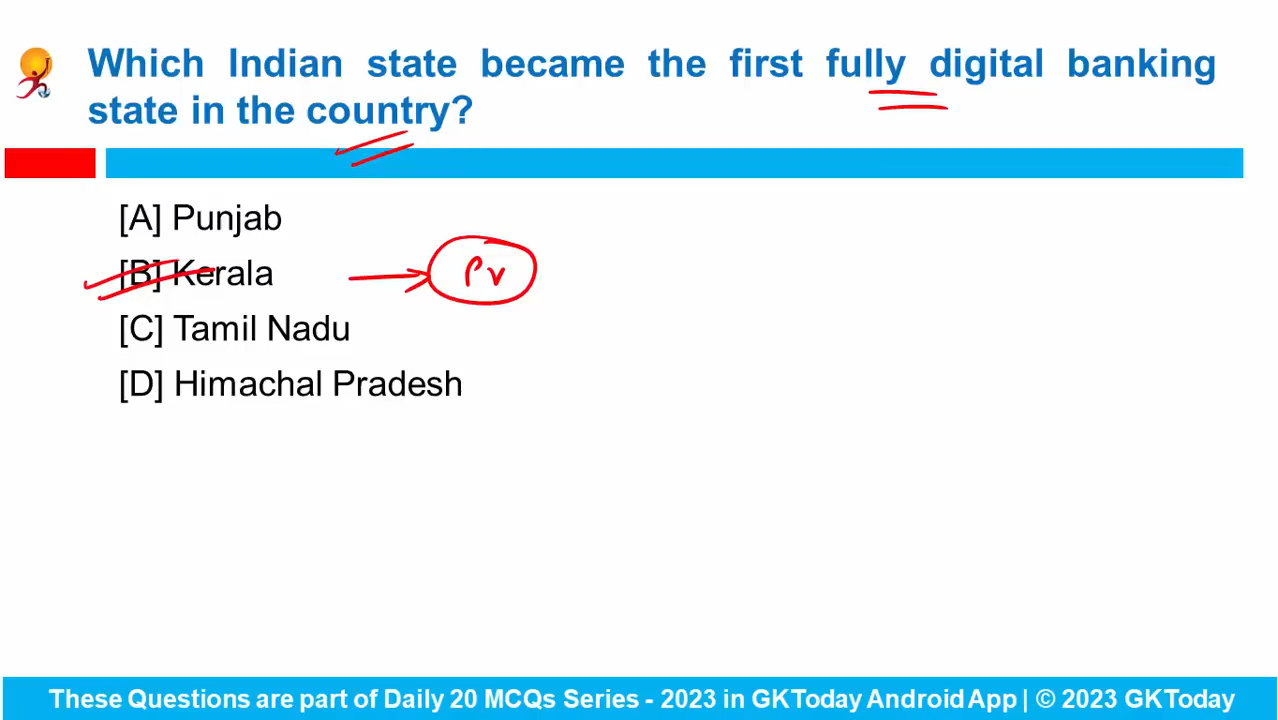 Which Indian state became the first fully digital banking
state in the country?
[A] Punjab
[B] Kerala
PV
[C] Tamil Nadu
[D] Himachal Pradesh
These Questions are part of Daily 20 MCQs Series - 2023 in GKToday Android App | © 2023 GKToday